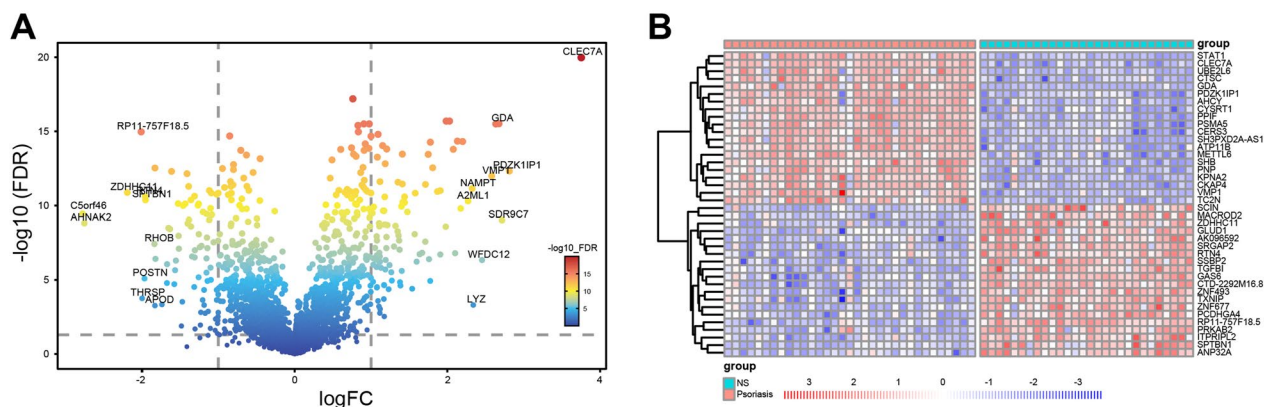 A
20
15
10
5
0
-log10 (FDR)
CLEC7A
RP11-757F18.5
GDA
PDZK1IP1
VMP1
NAMPT
A2ML1
SDR9C7
ZDHHC11
SPTBN1
C5orf46
AHNAK2
RHOB
WFDC12
POSTN
THRSP
APOD
LYZ
-log10_FDR
15
10
5
-2
0
2
4
logFC
B
group
STAT1
CLEC7A
UBE2L6
CTSC
GDA
PDZK1IP1
AHCY
CYSRT1
PPIF
PSMA5
CERS3
SH3PXD2A-AS1
ATP11B
METTL6
SHB
PNP
KPNA2
CKAP4
VMP1
TC2N
SCIN
MACROD2
ZDHHC11
GLUD1
AK096592
SRGAP2
RTN4
SSBP2
TGFBI
GAS6
CTD-2292M16.8
ZNF493
TXNIP
ZNF677
PCDHGA4
RP11-757F18.5
PRKAB2
ITPRIPL2
SPTBN1
ANP32A
group
NS
Psoriasis
3 2 1 0 -1 -2 -3